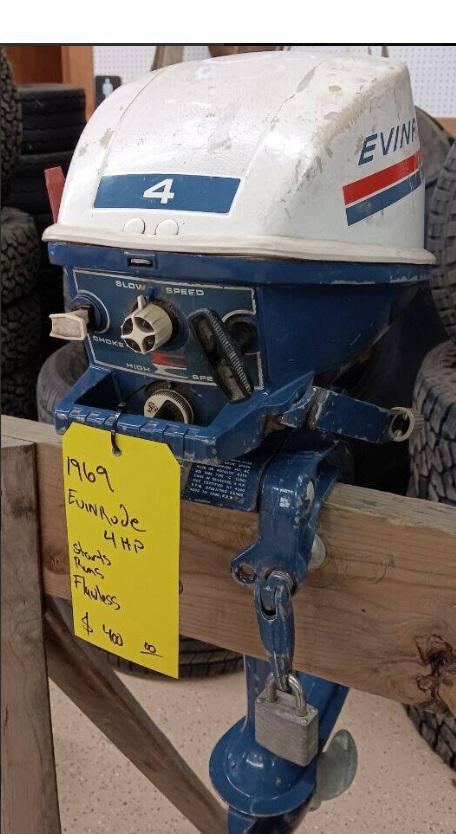 EVINR
4
SLOW SPEED
CHOKE
HIGH SPE
1969
EVINRUDE
4 HP
Starts
Runs
Flawless
$ 400 00